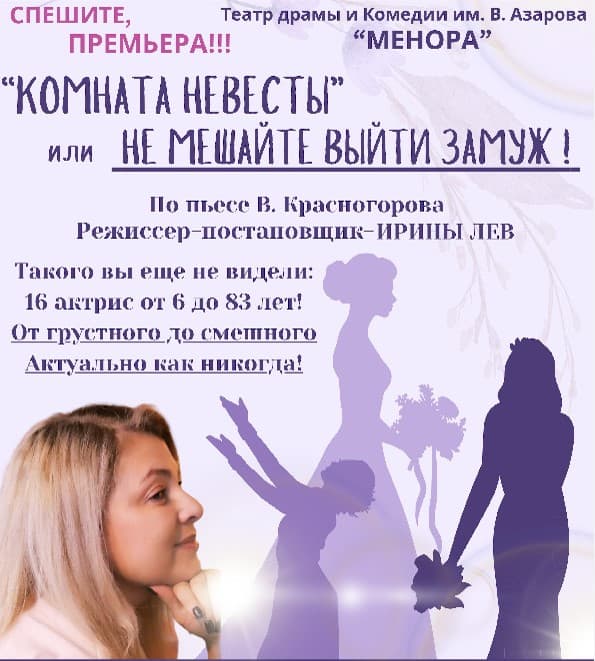 СПЕШИТЕ,
ПРЕМЬЕРА!!!
Театр драмы и Комедии им. В. Азарова
“МЕНОРА”
“КОМНАТА НЕВЕСТЫ”
или НЕ МЕШАЙТЕ ВЫЙТИ ЗАМУЖ !
По пьесе В. Красногорова
Режиссер-постановщик-ИРИНЫ ЛЕВ
Такого вы еще не видели:
16 актрис от 6 до 83 лет!
От грустного до смешного
Актуально как никогда!